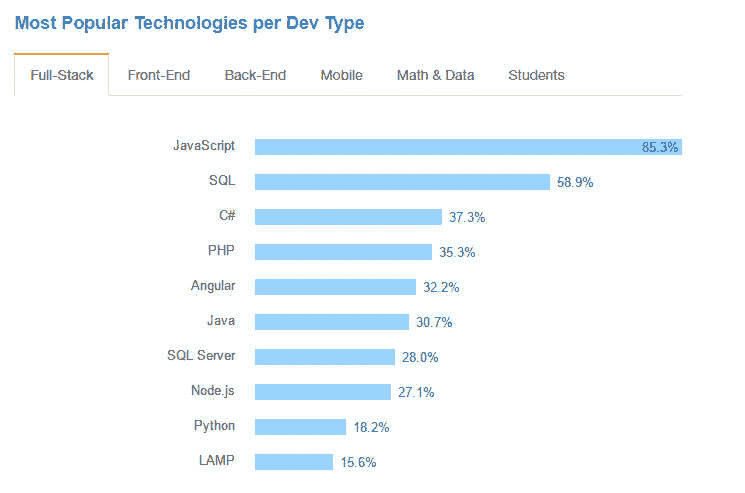 Most Popular Technologies per Dev Type
Full-Stack Front-End Back-End Mobile Math & Data Students
JavaScript 85.3%
SQL 58.9%
C# 37.3%
PHP 35.3%
Angular 32.2%
Java 30.7%
SQL Server 28.0%
Node.js 27.1%
Python 18.2%
LAMP 15.6%